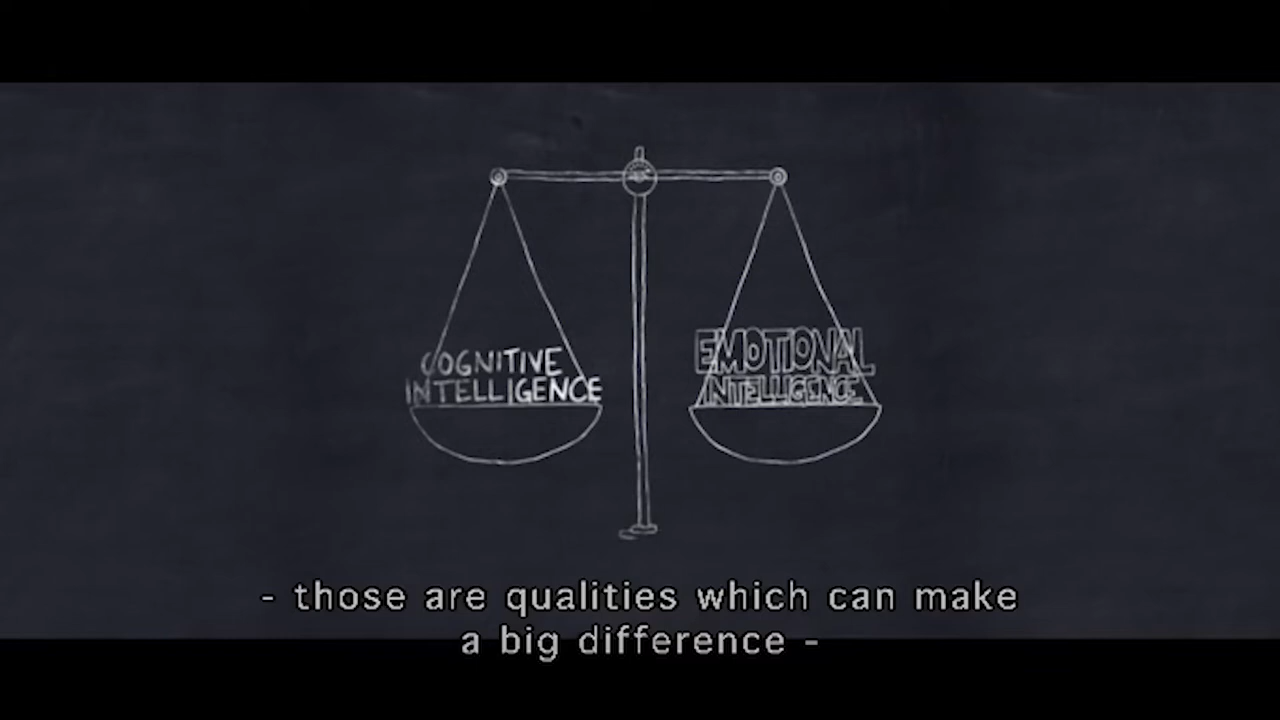 COGNITIVE
INTELLIGENCE
EMOTIONAL
INTELLIGENCE
- those are qualities which can make
a big difference -